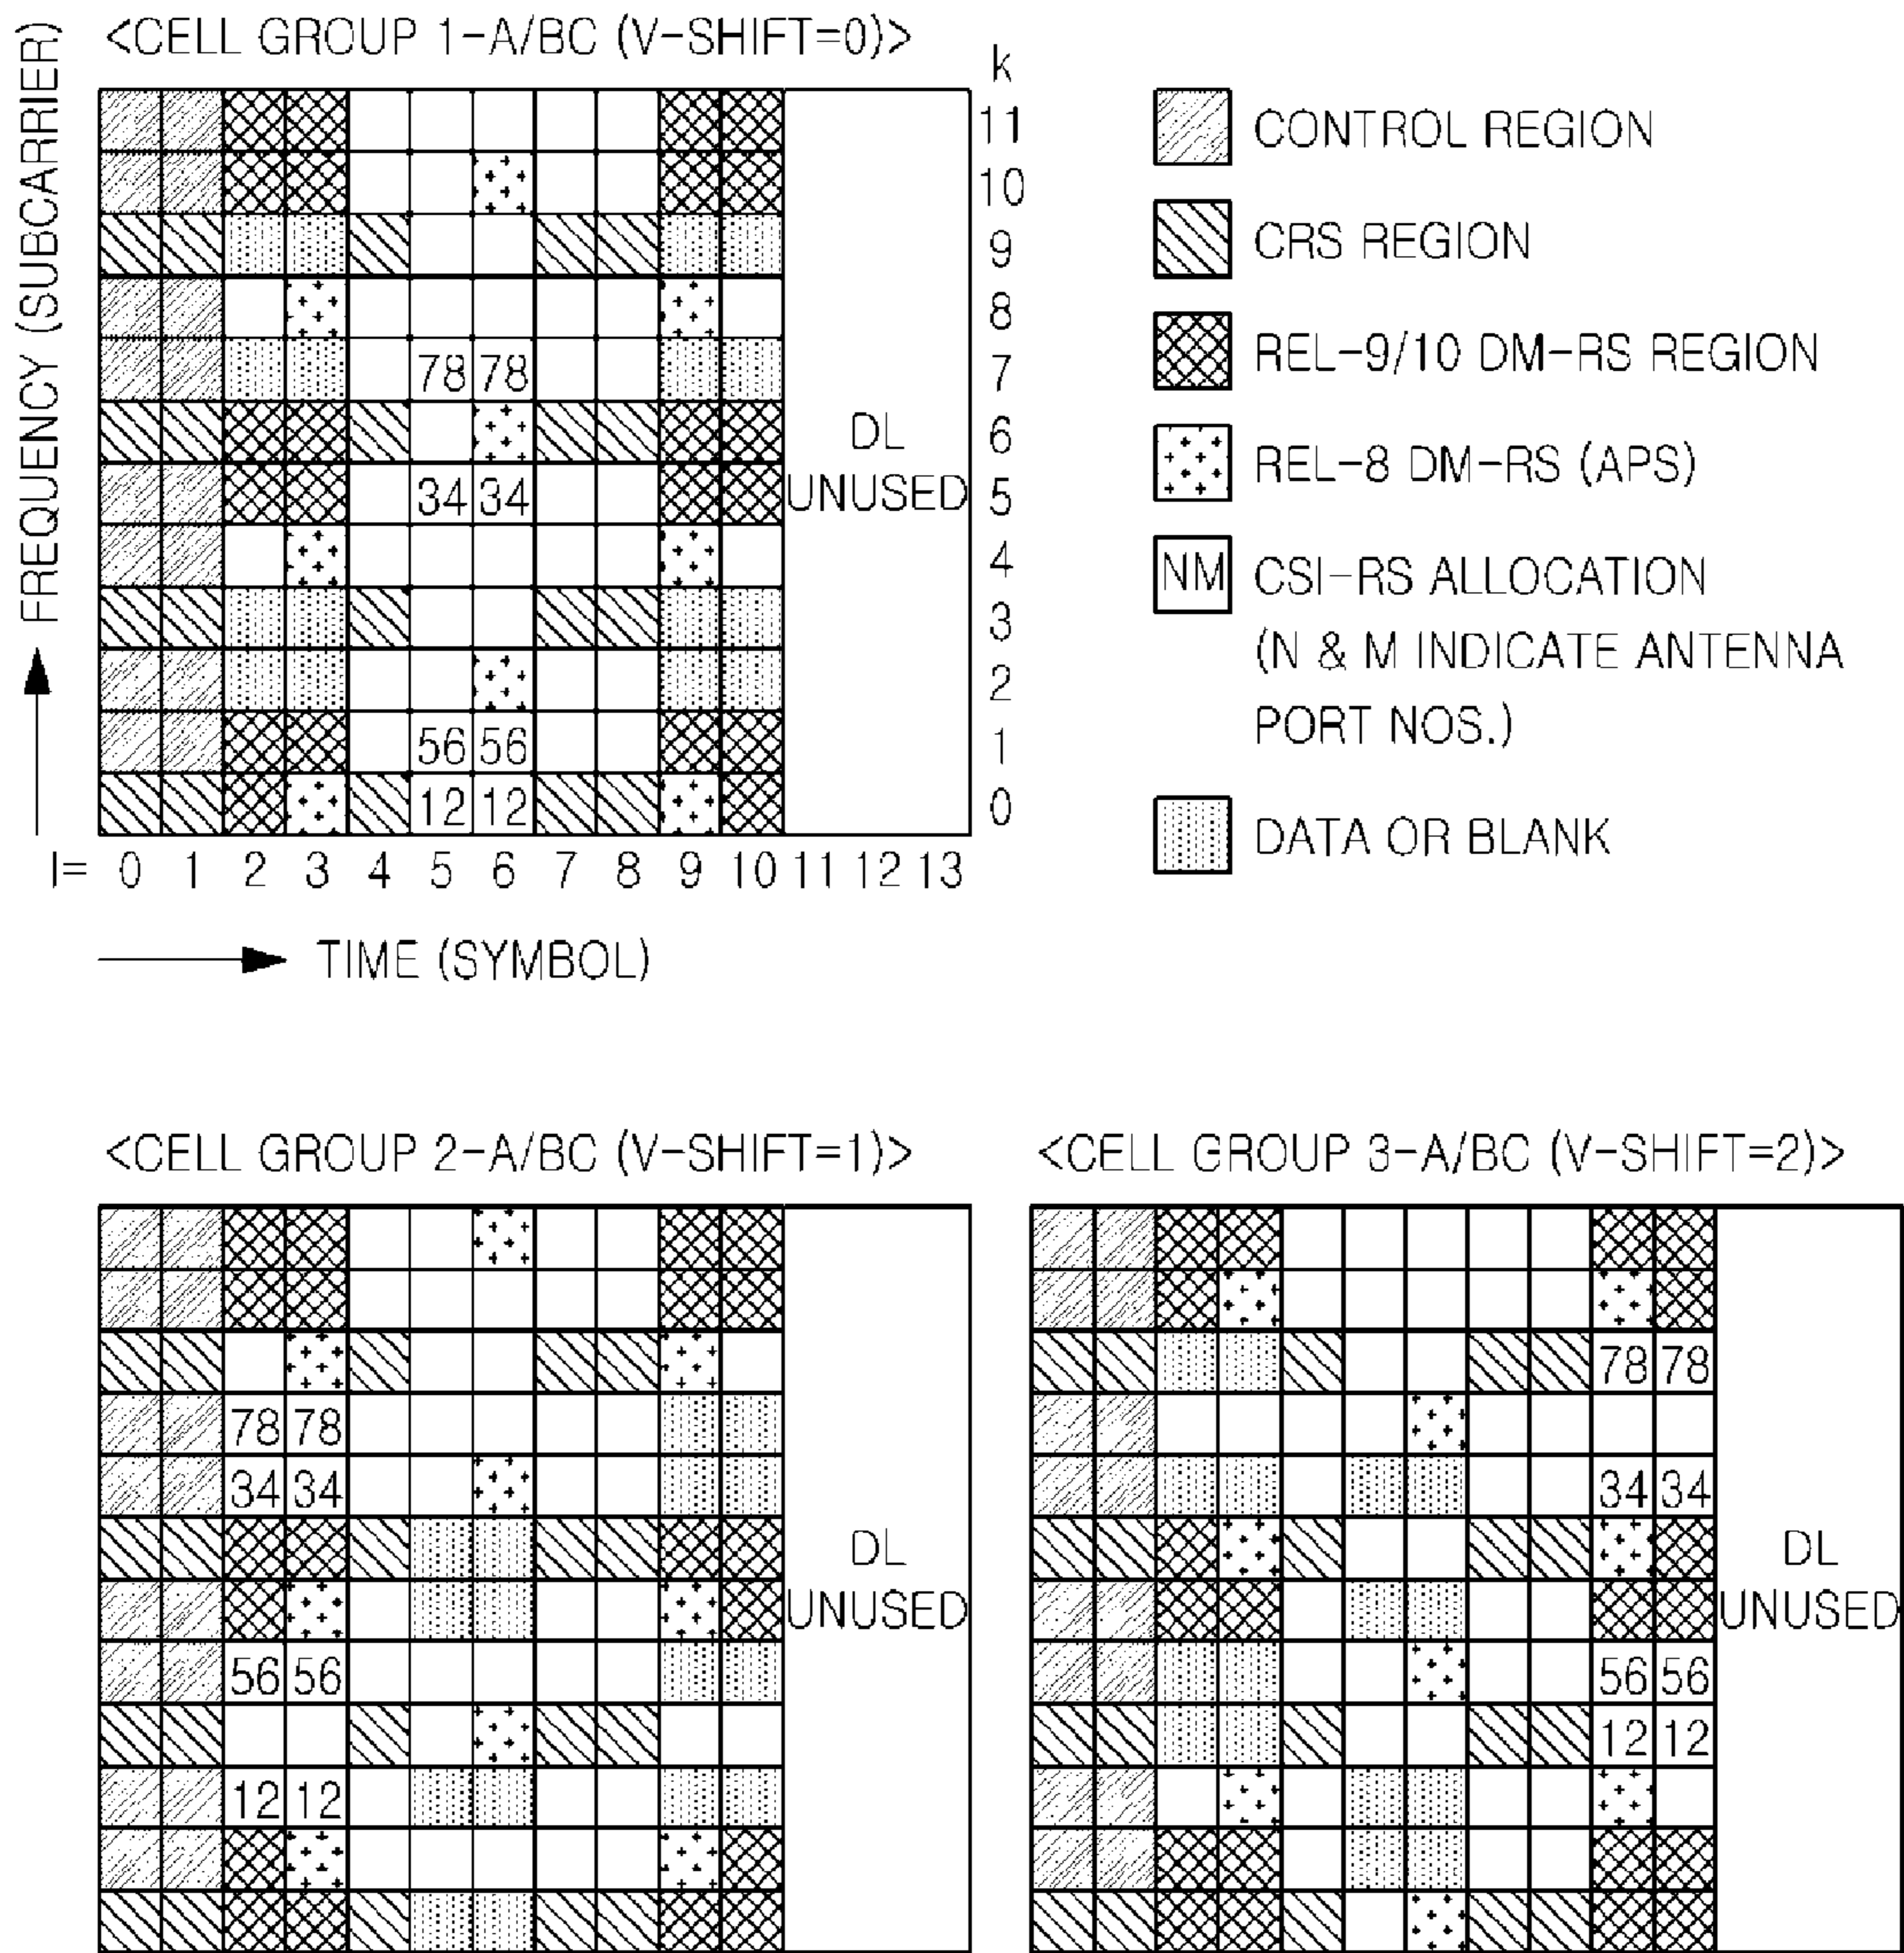 <CELL GROUP 1-A/BC (V-SHIFT=0)>
FREQUENCY (SUBCARRIER)
k
11
10
9
8
78 78 7
6
34 34 5
4
3
2
56 56 1
12 12 0
DL
UNUSED
l= 0 1 2 3 4 5 6 7 8 9 10 11 12 13
TIME (SYMBOL)
CONTROL REGION
CRS REGION
REL-9/10 DM-RS REGION
REL-8 DM-RS (APS)
NM CSI-RS ALLOCATION
(N & M INDICATE ANTENNA
PORT NOS.)
DATA OR BLANK
<CELL GROUP 2-A/BC (V-SHIFT=1)>
78 78
34 34
56 56
12 12
DL
UNUSED
<CELL GROUP 3-A/BC (V-SHIFT=2)>
78 78
34 34
56 56
12 12
DL
UNUSED